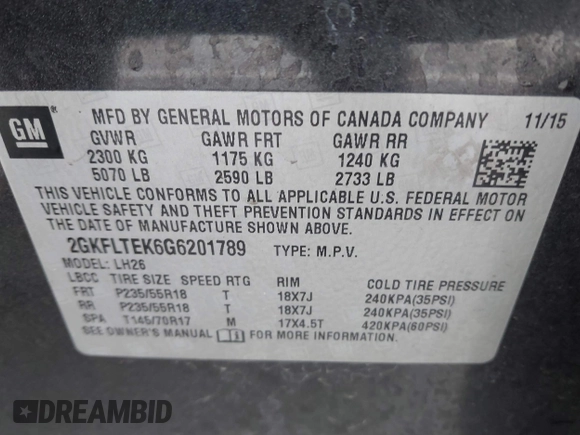 GM
MFD BY GENERAL MOTORS OF CANADA COMPANY 11/15
GVWR GAWR FRT GAWR RR
2300 KG 1175 KG 1240 KG
5070 LB 2590 LB 2733 LB
THIS VEHICLE CONFORMS TO ALL APPLICABLE U.S. FEDERAL MOTOR
VEHICLE SAFETY AND THEFT PREVENTION STANDARDS IN EFFECT ON
THE DATE OF MANUFACTURE SHOWN ABOVE.
2GKFLTEK6G6201789 TYPE: M.P.V.
MODEL: LH26
LBCC TIRE SIZE SPEED RTG RIM COLD TIRE PRESSURE
FRT P235/55R18 T 18X7J 240KPA(35PSI)
RR P235/55R18 T 18X7J 240KPA(35PSI)
SPA T145/70R17 M 17X4.5T 420KPA(60PSI)
SEE OWNER'S MANUAL FOR MORE INFORMATION.
DREAMBID